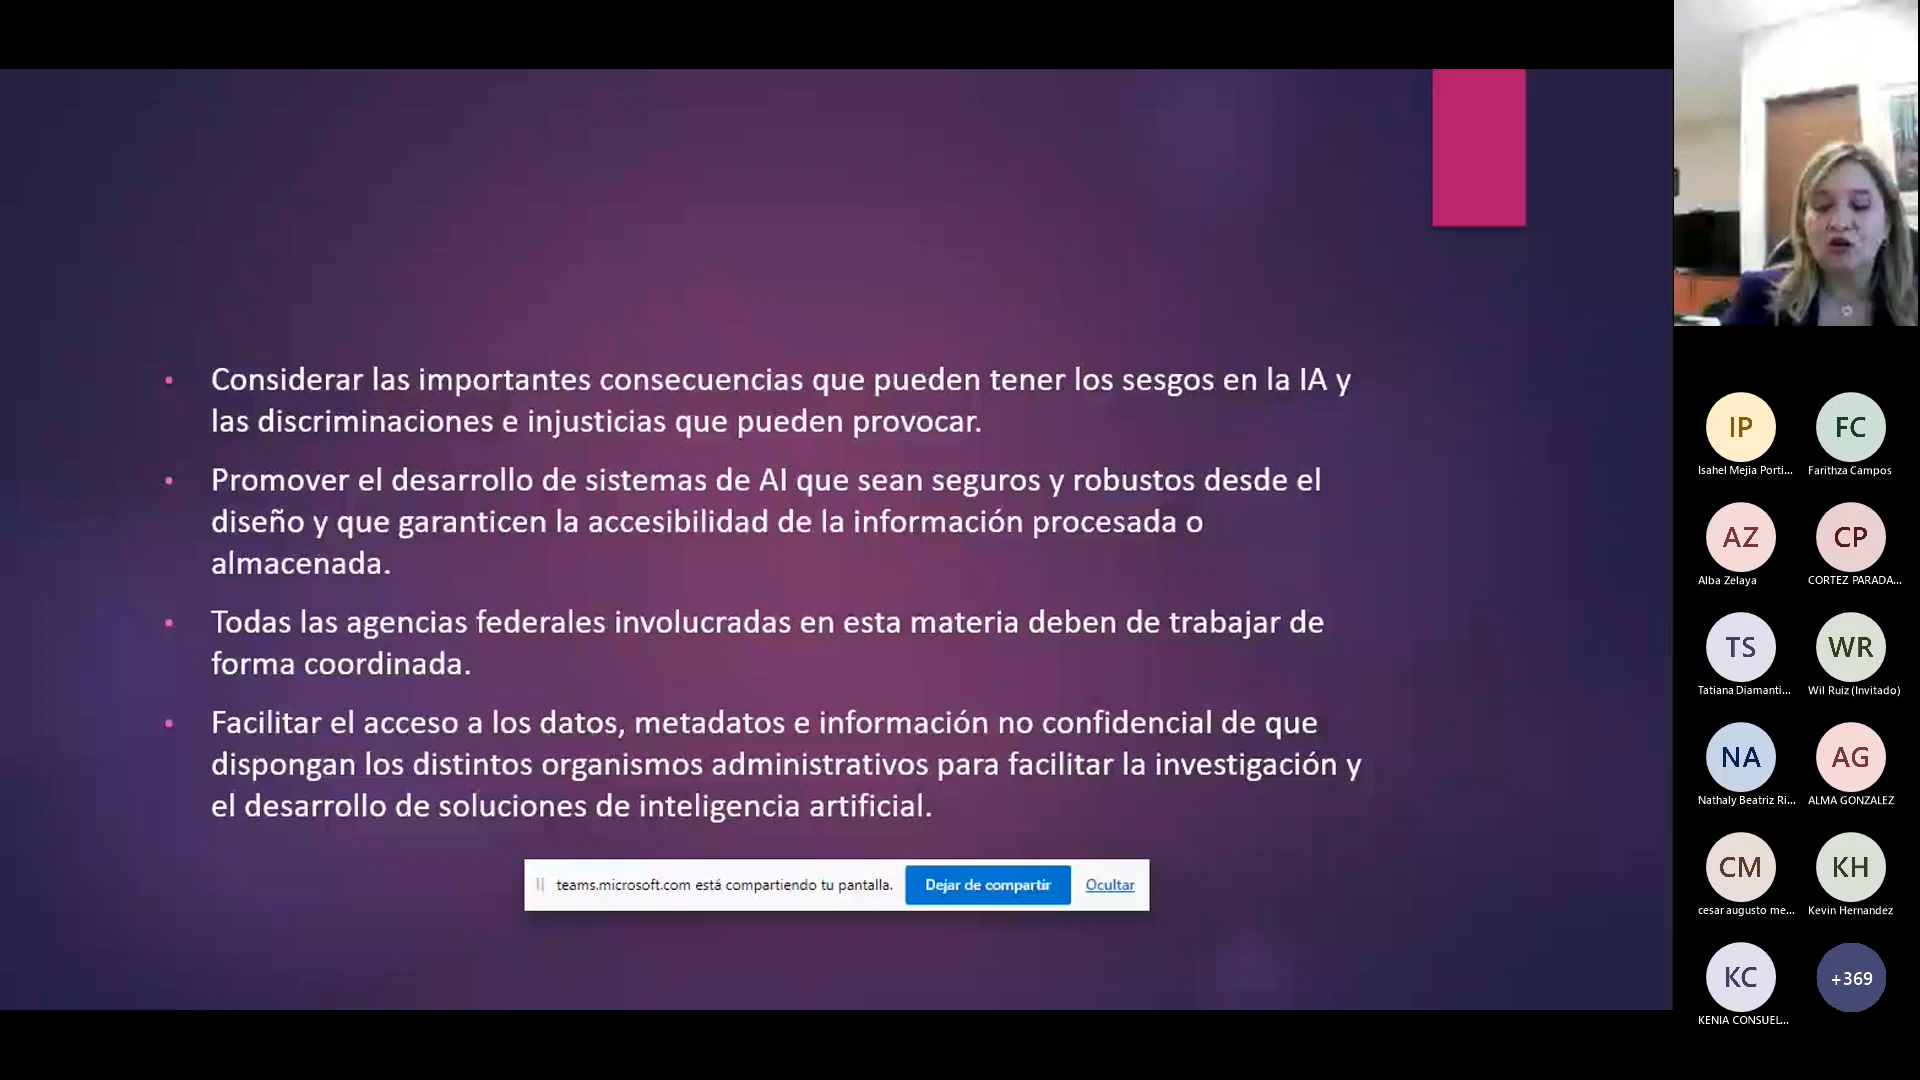 Considerar las importantes consecuencias que pueden tener los sesgos en la IA y
las discriminaciones e injusticias que pueden provocar.
Promover el desarrollo de sistemas de AI que sean seguros y robustos desde el
diseño y que garanticen la accesibilidad de la información procesada o
almacenada.
Todas las agencias federales involucradas en esta materia deben de trabajar de
forma coordinada.
Facilitar el acceso a los datos, metadatos e información no confidencial de que
dispongan los distintos organismos administrativos para facilitar la investigación y
el desarrollo de soluciones de inteligencia artificial.
teams.microsoft.com está compartiendo tu pantalla.
Dejar de compartir
Ocultar
IP
Isahel Mejia Porti...
FC
Farithza Campos
AZ
Alba Zelaya
CP
CORTEZ PARADA...
TS
Tatiana Diamanti...
WR
Wil Ruiz (Invitado)
NA
Nathaly Beatriz Ri...
AG
ALMA GONZALEZ
CM
cesar augusto me...
KH
Kevin Hernandez
KC
KENIA CONSUEL...
+369